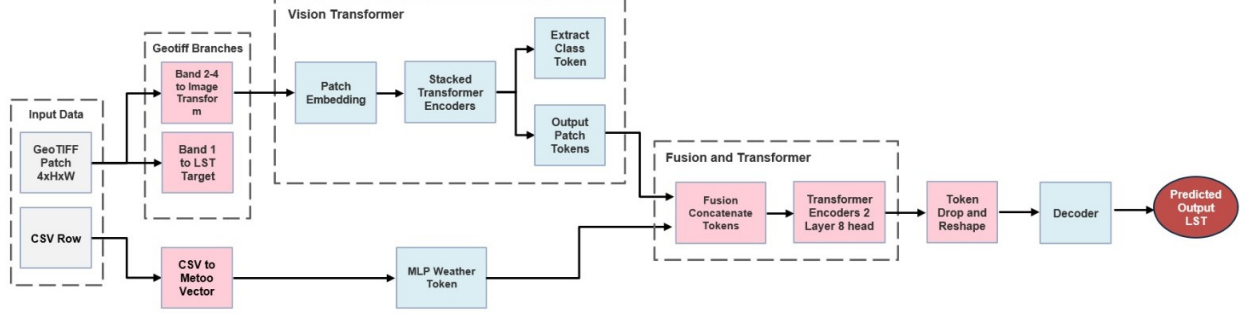 Vision Transformer
Geotiff Branches
Band 2-4
to Image
Transfor
m
Patch
Embedding
Stacked
Transformer
Encoders
Extract
Class
Token
Output
Patch
Tokens
Input Data
GeoTIFF
Patch
4xHxW
Band 1
to LST
Target
CSV Row
CSV to
Metoo
Vector
MLP Weather
Token
Fusion and Transformer
Fusion
Concatenate
Tokens
Transformer
Encoders 2
Layer 8 head
Token
Drop and
Reshape
Decoder
Predicted
Output
LST